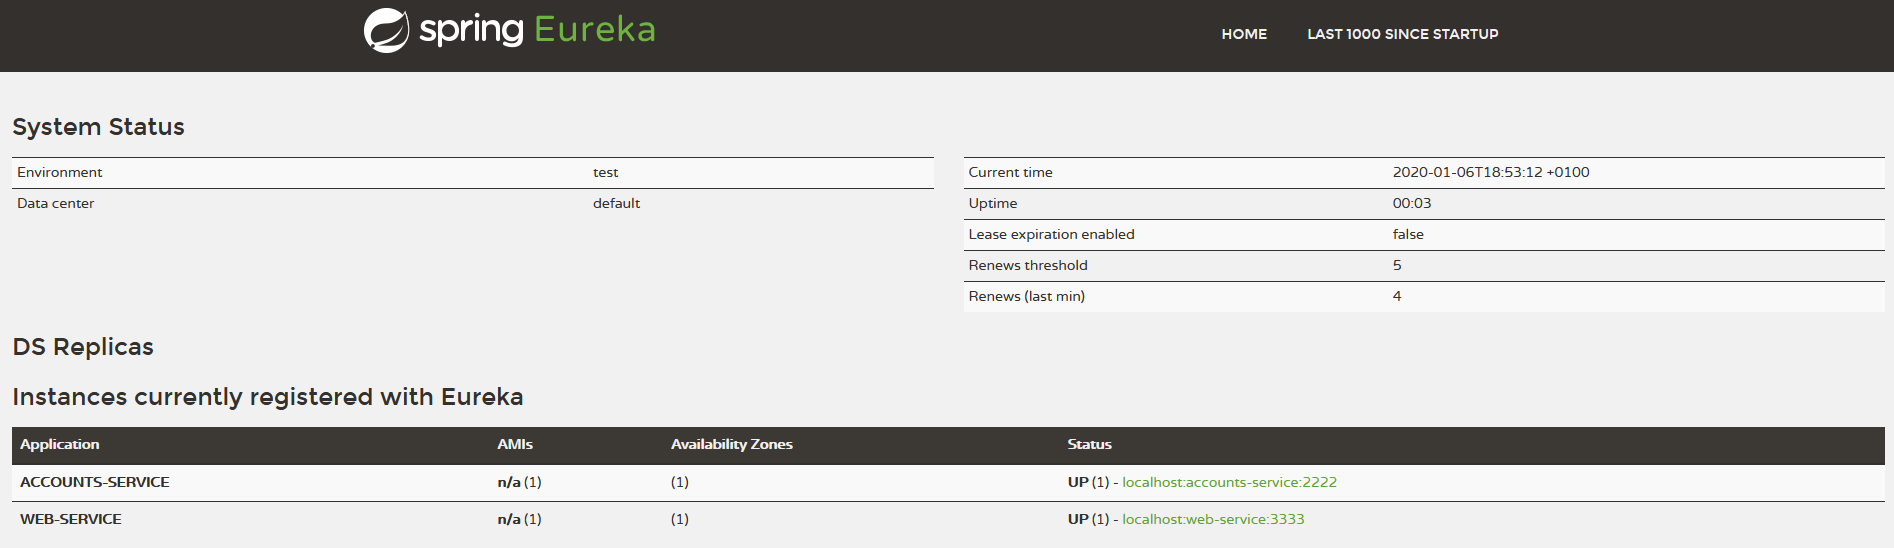 spring Eureka HOME LAST 1000 SINCE STARTUP
System Status
Environment test
Data center default
Current time 2020-01-06T18:53:12 +0100
Uptime 00:03
Lease expiration enabled false
Renews threshold 5
Renews (last min) 4
DS Replicas
Instances currently registered with Eureka
Application AMIs Availability Zones Status
ACCOUNTS-SERVICE n/a (1) (1) UP (1) - localhost:accounts-service:2222
WEB-SERVICE n/a (1) (1) UP (1) - localhost:web-service:3333